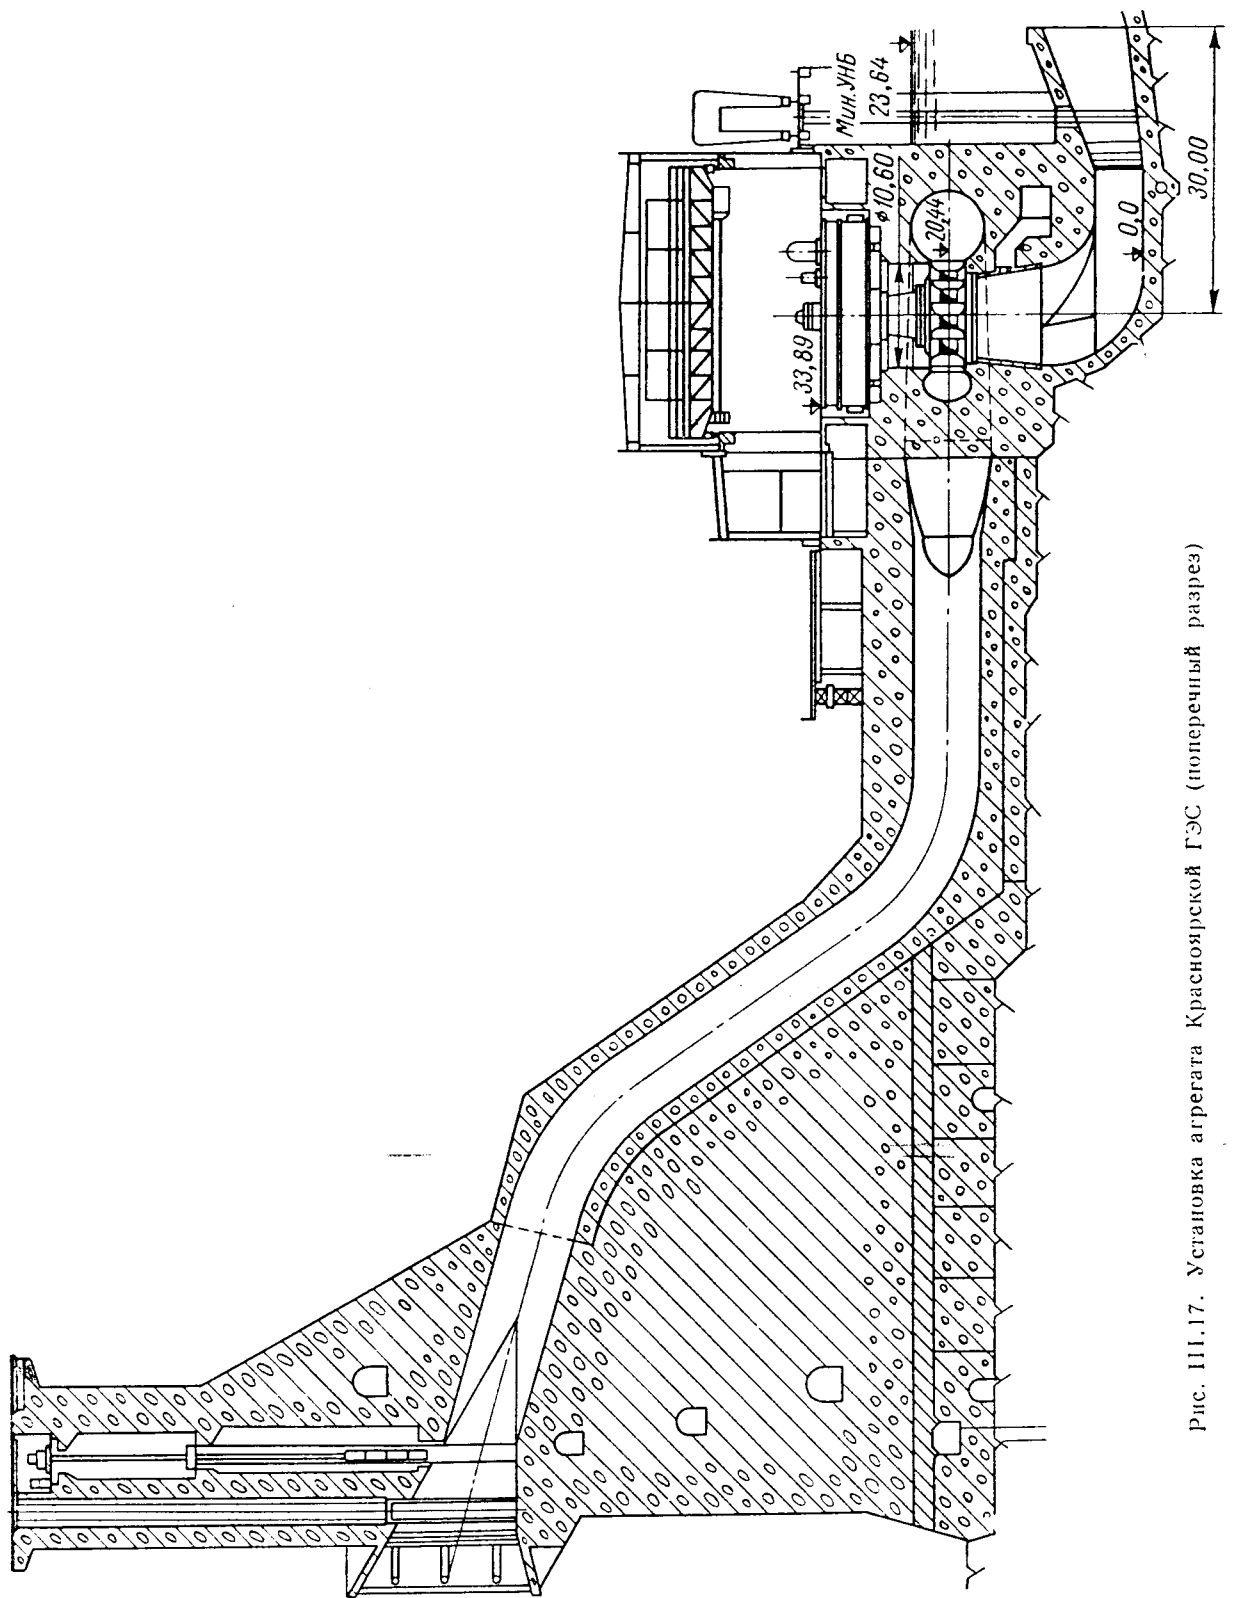 Мин.УНБ
23,64
φ10,60
20,44
33,89
0,0
30,00
Рис. III.17. Установка агрегата Красноярской ГЭС (поперечный разрез)